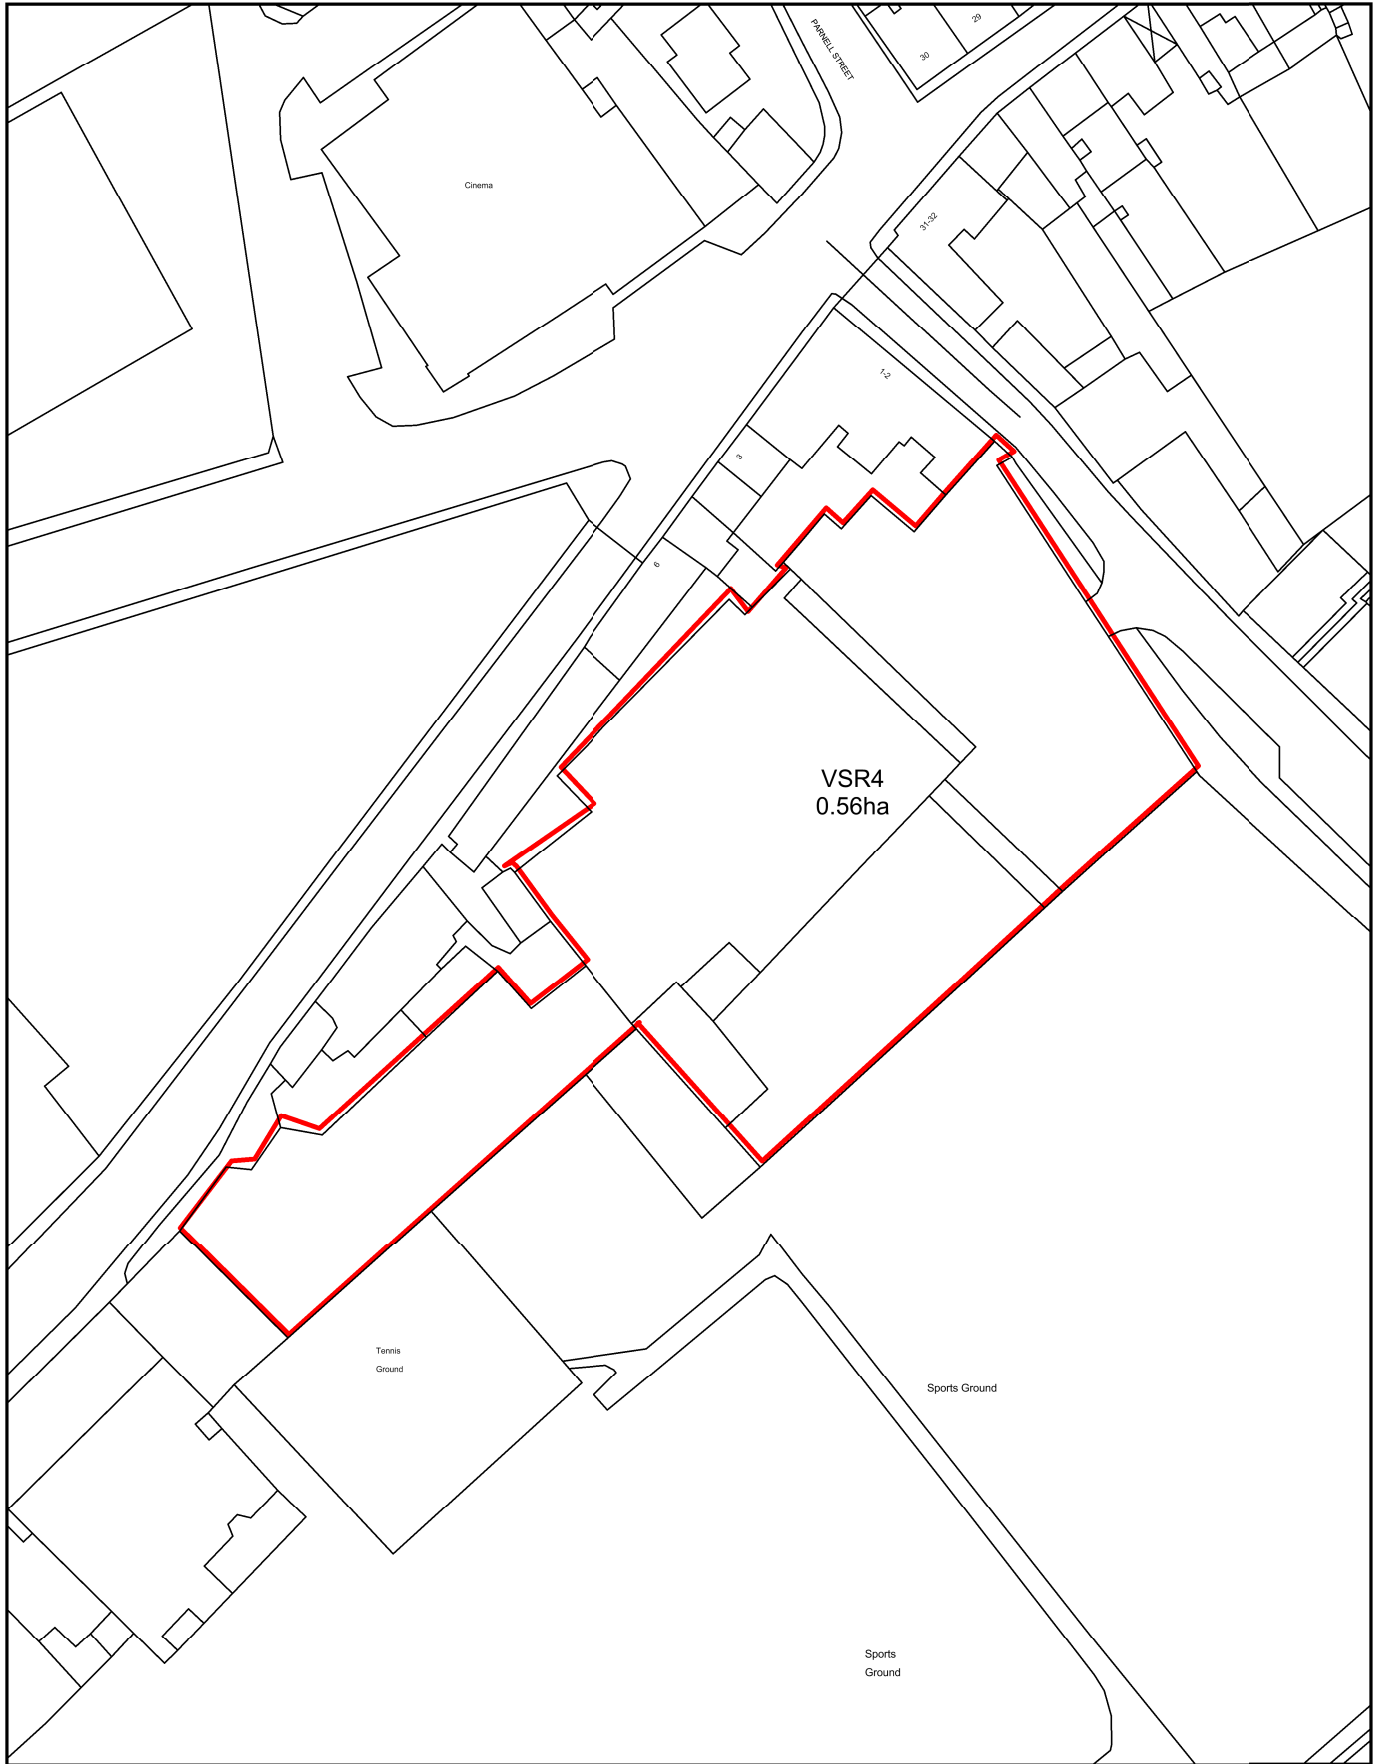 29
30
PARNELL STREET
Cinema
31-32
1-2
3
6
VSR4
0.56ha
Tennis
Ground
Sports Ground
Sports
Ground